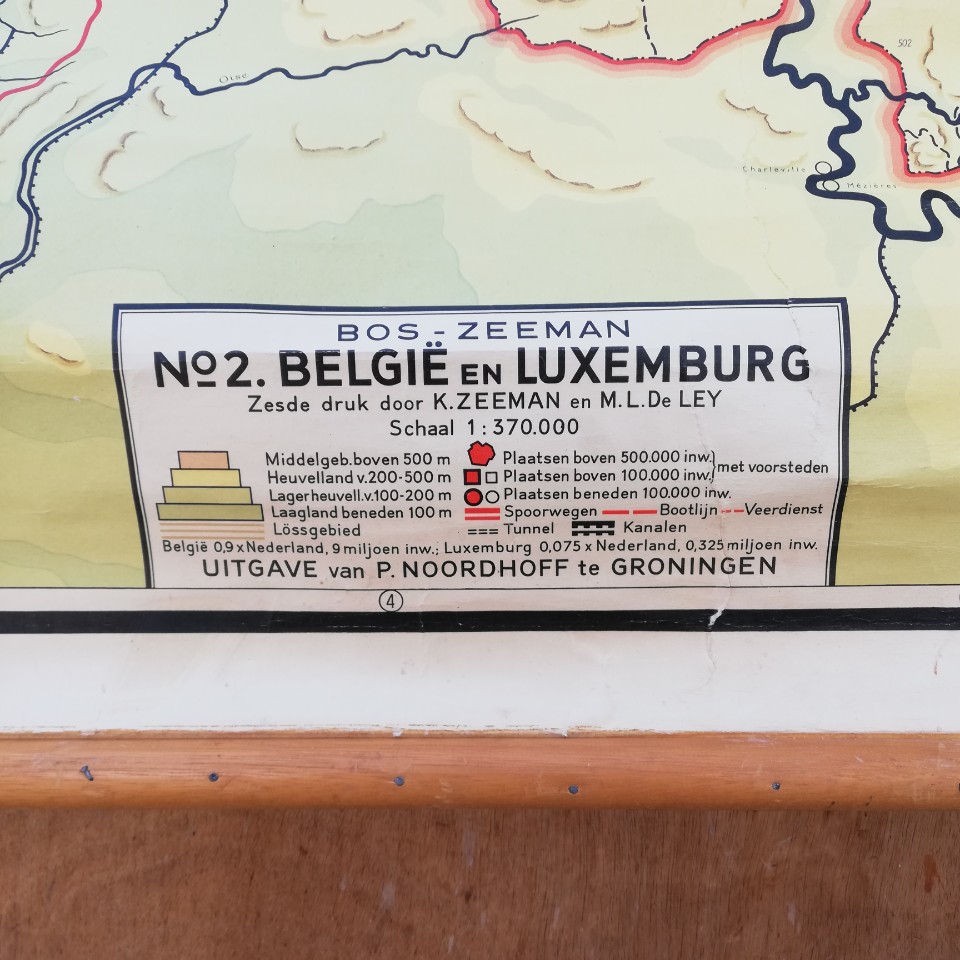 Oise
502
Charleville
Mézières
BOS.-ZEEMAN
Nº2. BELGIË EN LUXEMBURG
Zesde druk door K.ZEEMAN en M.L.De LEY
Schaal 1:370.000
Middelgeb.boven 500 m
Heuvelland v.200-500 m
Lagerheuvell.v.100-200 m
Laagland beneden 100 m
Lössgebied
Plaatsen boven 500.000 inw.
Plaatsen boven 100.000 inw.
met voorsteden
Plaatsen beneden 100.000 inw.
Spoorwegen Bootlijn Veerdienst
Tunnel Kanalen
België 0,9xNederland, 9 miljoen inw.; Luxemburg 0,075 x Nederland, 0,325 miljoen inw.
UITGAVE van P. NOORDHOFF te GRONINGEN
4